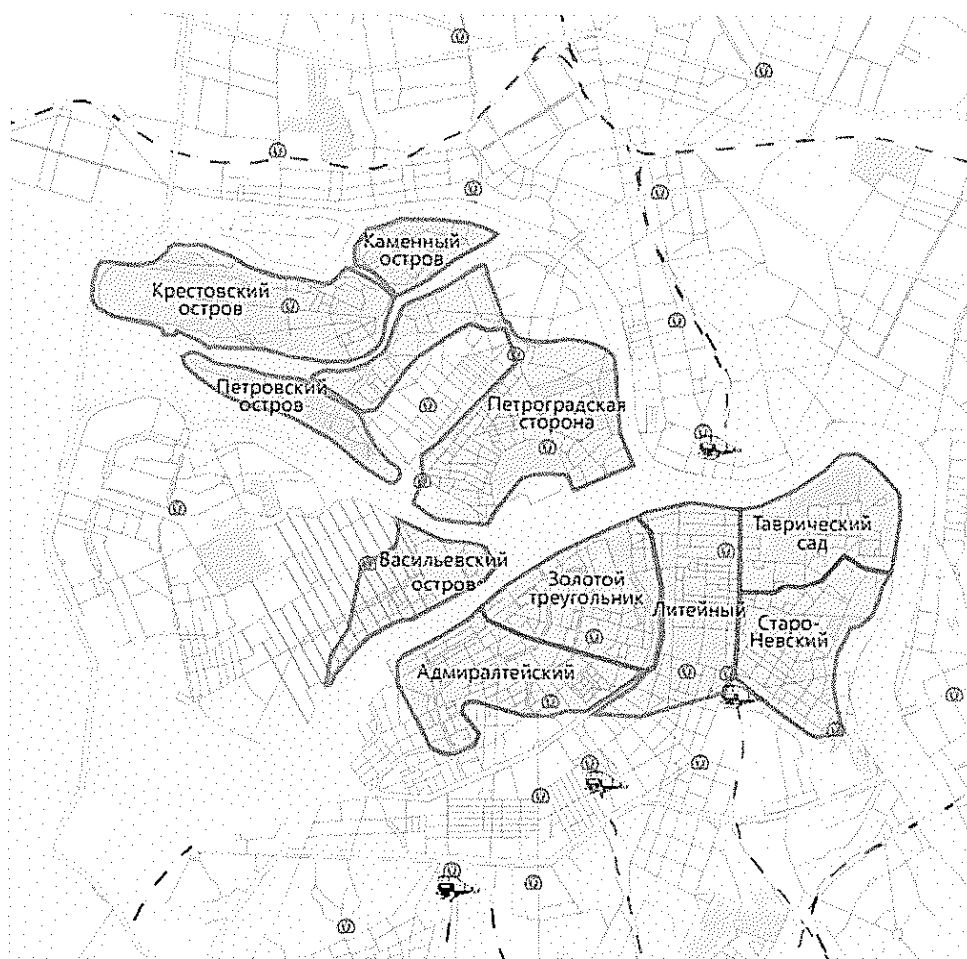 Каменный
остров
Крестовский
остров
Петровский
остров
Петроградская
сторона
Таврический
сад
Васильевский
остров
Золотой
треугольник
Литейный
Старо-
Невский
Адмиралтейский